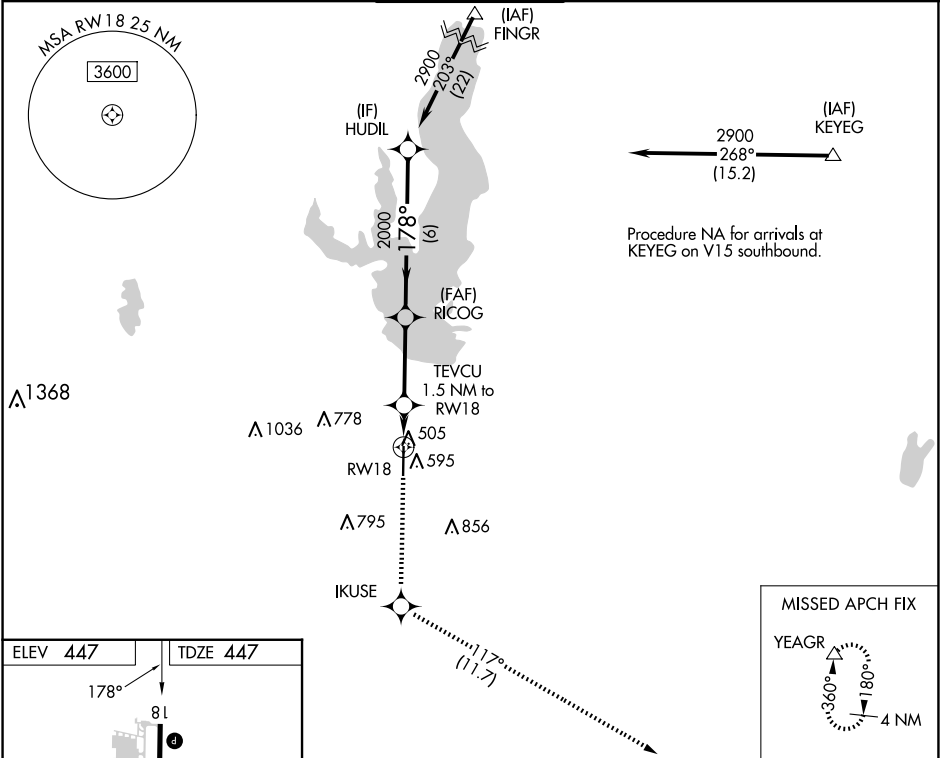 MSA RW18 25 NM
3600
(IAF)
FINGR
2900
203°
(22)
(IF)
HUDIL
(IAF)
KEYEG
2900
268°
(15.2)
Procedure NA for arrivals at
KEYEG on V15 southbound.
2000
178°
(6)
(FAF)
RICOG
TEVCU
1.5 NM to
RW18
1368
1036
778
505
595
RW18
795
856
IKUSE
117°
(11.7)
MISSED APCH FIX
YEAGR
360°
180°
4 NM
ELEV 447
TDZE 447
178°
18
P